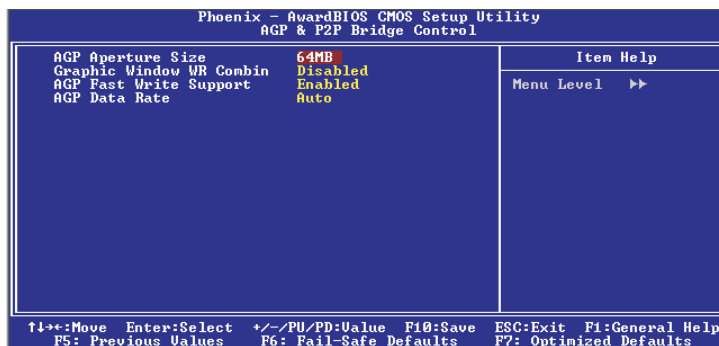 Phoenix - AwardBIOS CMOS Setup Utility
AGP & P2P Bridge Control
AGP Aperture Size 64MB
Graphic Window WR Combin Disabled
AGP Fast Write Support Enabled
AGP Data Rate Auto
Item Help
Menu Level ▸▸
↑↓→←:Move Enter:Select +/-/PU/PD:Value F10:Save ESC:Exit F1:General Help
F5: Previous Values F6: Fail-Safe Defaults F7: Optimized Defaults